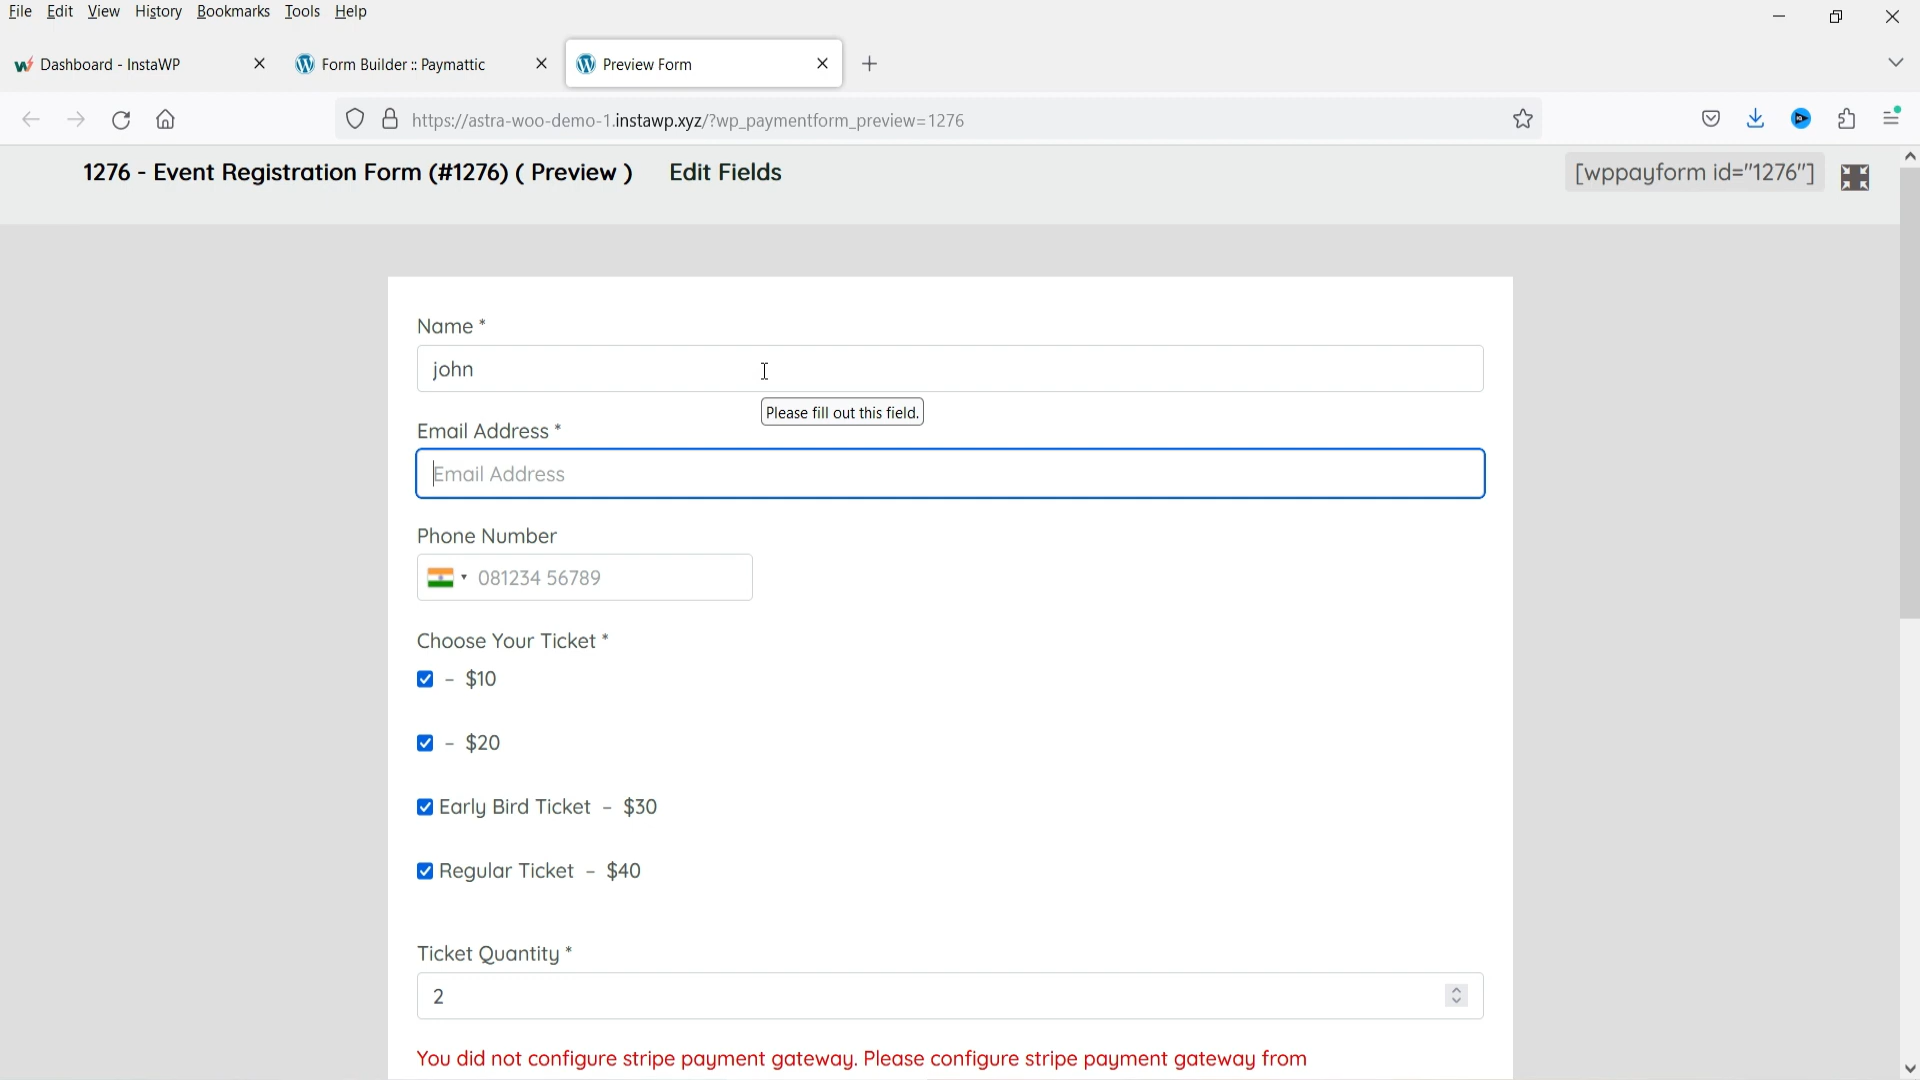 File Edit View History Bookmarks Tools Help
Dashboard - InstaWP
Form Builder :: Paymattic
Preview Form
https://astra-woo-demo-1.instawp.xyz/?wp_paymentform_preview=1276
1276 - Event Registration Form (#1276) ( Preview ) Edit Fields [wppayform id="1276"]
Name *
john
Please fill out this field.
Email Address *
Email Address
Phone Number
081234 56789
Choose Your Ticket *
- $10
- $20
Early Bird Ticket - $30
Regular Ticket - $40
Ticket Quantity *
2
You did not configure stripe payment gateway. Please configure stripe payment gateway from